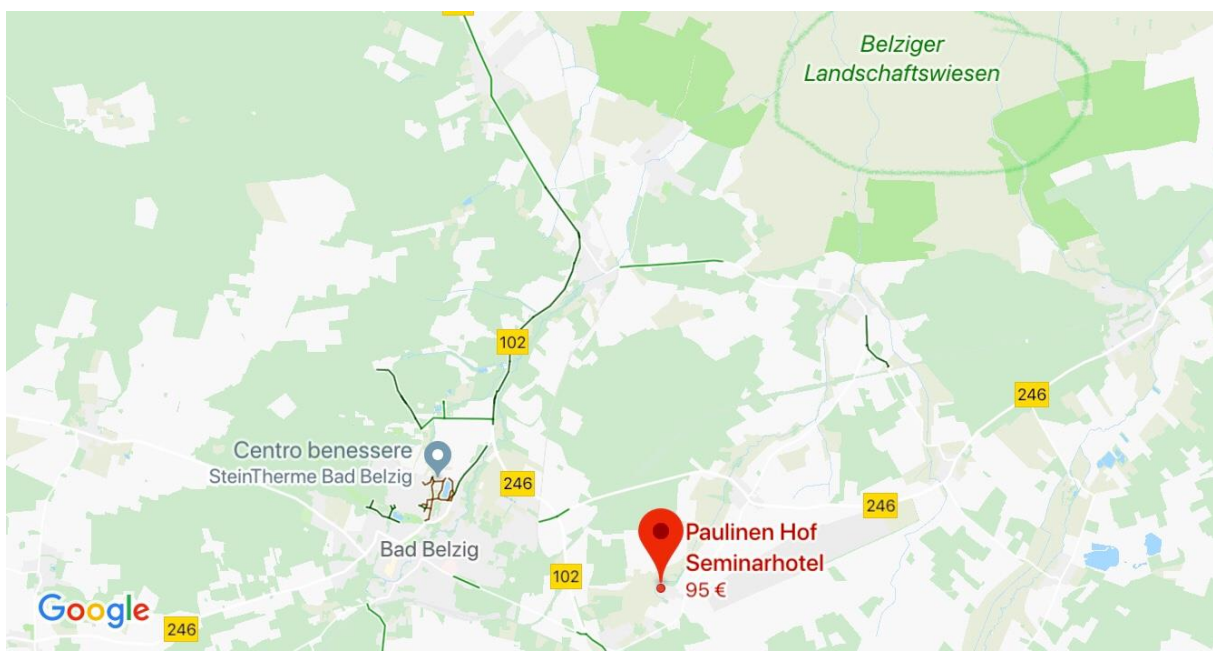 Belziger
Landschaftswiesen
102
246
Centro benessere
SteinTherme Bad Belzig
246
246
Paulinen Hof
Seminarhotel
95 €
Bad Belzig
102
Google
246